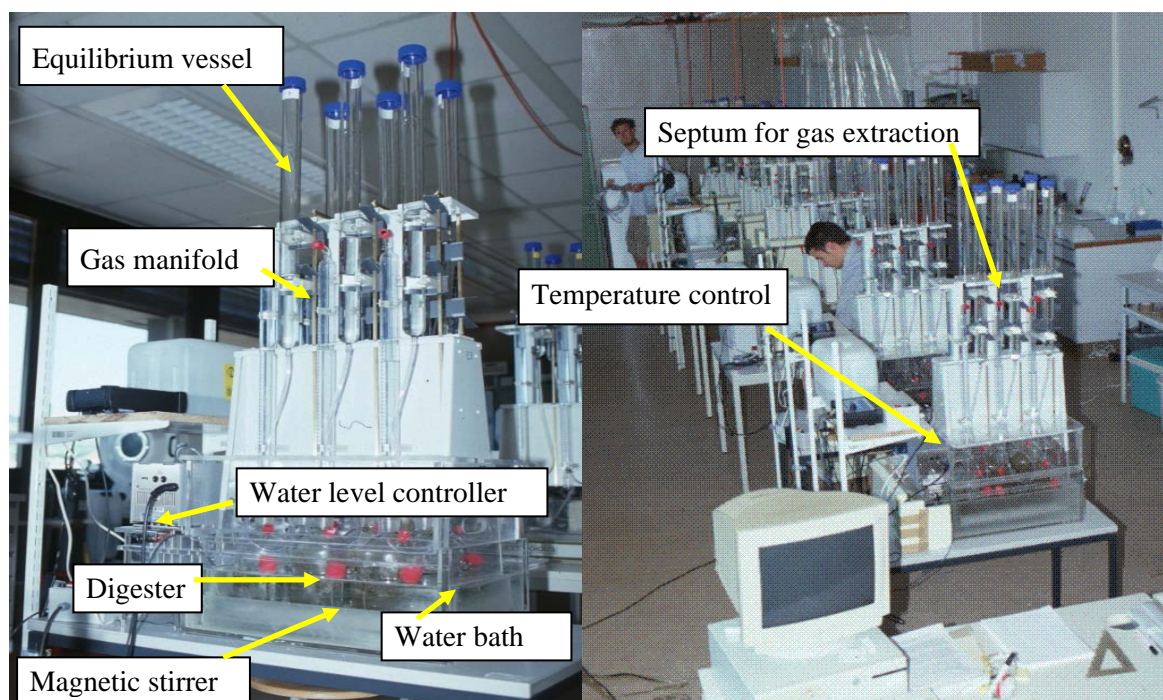 Equilibrium vessel
Gas manifold
Water level controller
Digester
Water bath
Magnetic stirrer
Septum for gas extraction
Temperature control